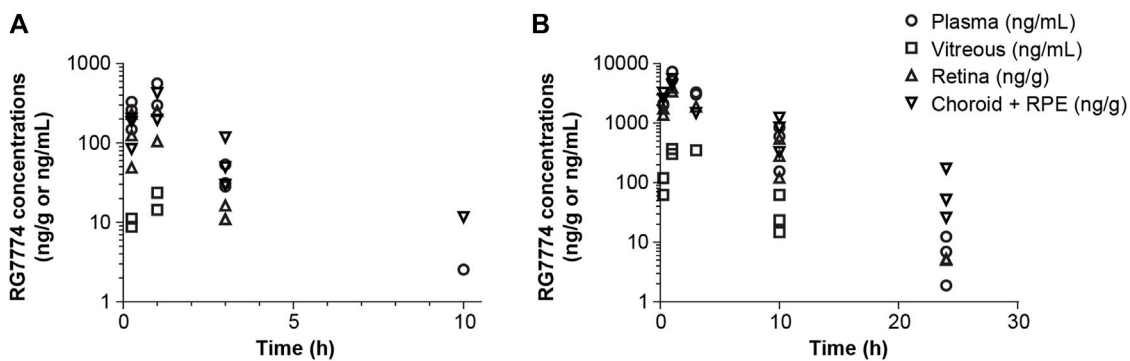 A
RG7774 concentrations
(ng/g or ng/mL)
1000
100
10
1
0
5
10
Time (h)
B
RG7774 concentrations
(ng/g or ng/mL)
10000
1000
100
10
1
0
10
20
30
Time (h)
Plasma (ng/mL)
Vitreous (ng/mL)
Retina (ng/g)
Choroid + RPE (ng/g)